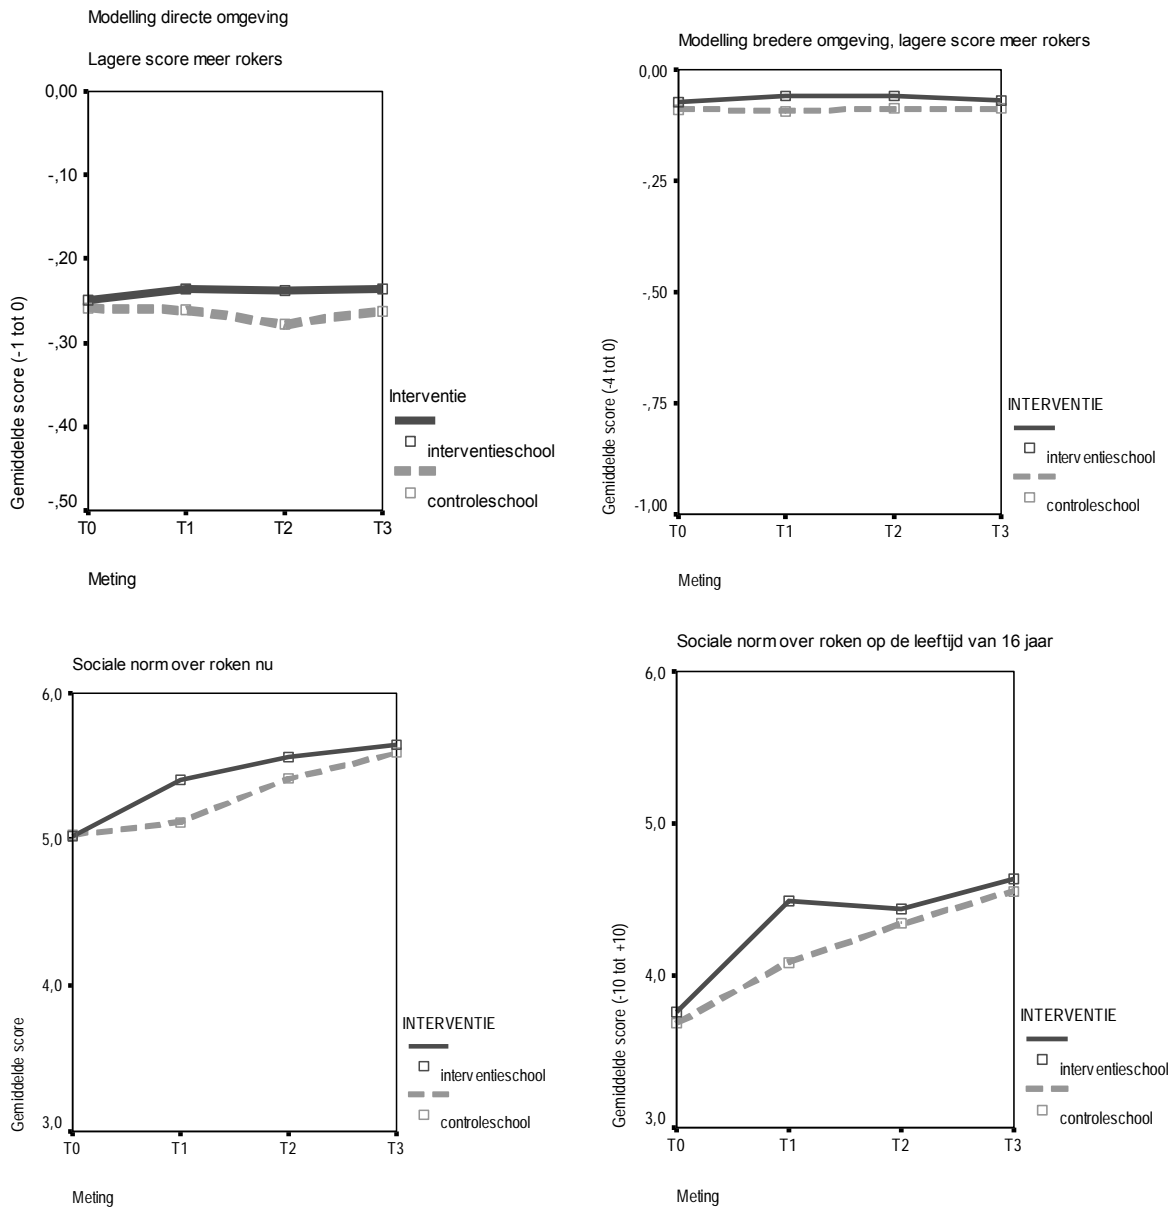 Modelling directe omgeving
Lagere score meer rokers
0,00
-,10
-,20
-,30
-,40
-,50
Gemiddelde score (-1 tot 0)
T0 T1 T2 T3
Meting
Interventie
interventieschool
controleschool
Modelling bredere omgeving, lagere score meer rokers
0,00
-,25
-,50
-,75
-1,00
Gemiddelde score (-4 tot 0)
T0 T1 T2 T3
Meting
INTERVENTIE
interventieschool
controleschool
Sociale norm over roken nu
6,0
5,0
4,0
3,0
Gemiddelde score
T0 T1 T2 T3
Meting
INTERVENTIE
interventieschool
controleschool
Sociale norm over roken op de leeftijd van 16 jaar
6,0
5,0
4,0
3,0
Gemiddelde score (-10 tot +10)
T0 T1 T2 T3
Meting
INTERVENTIE
interventieschool
controleschool